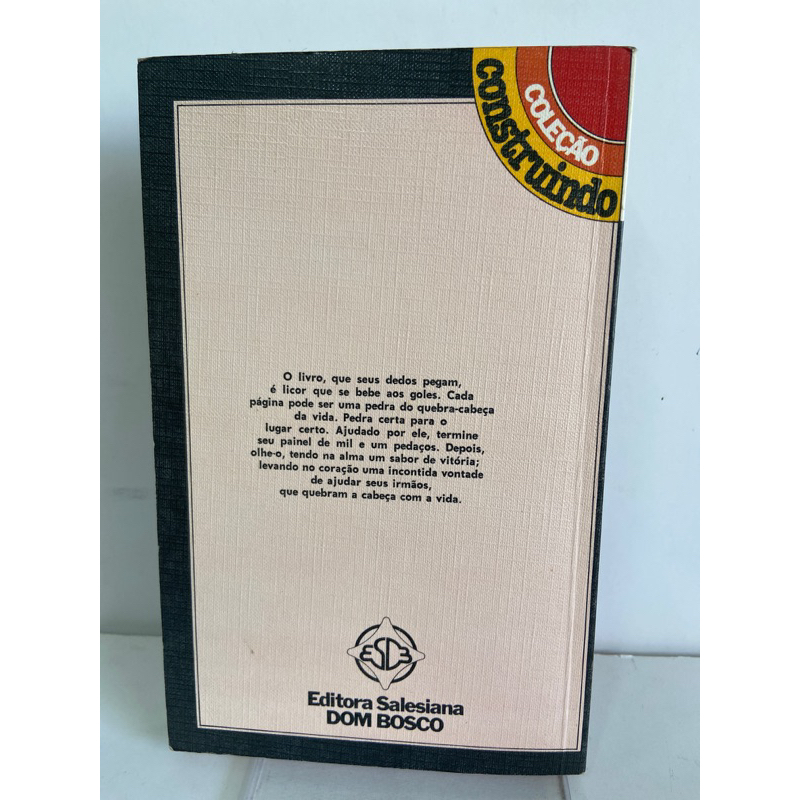 COLEÇÃO
construindo
O livro, que seus dedos pegam,
é licor que se bebe aos goles. Cada
página pode ser uma pedra do quebra-cabeça
da vida. Pedra certa para o
lugar certo. Ajudado por ele, termine
seu painel de mil e um pedaços. Depois,
olhe-o, tendo na alma um sabor de vitória;
levando no coração uma incontida vontade
de ajudar seus irmãos,
que quebram a cabeça com a vida.
ESDB
Editora Salesiana
DOM BOSCO